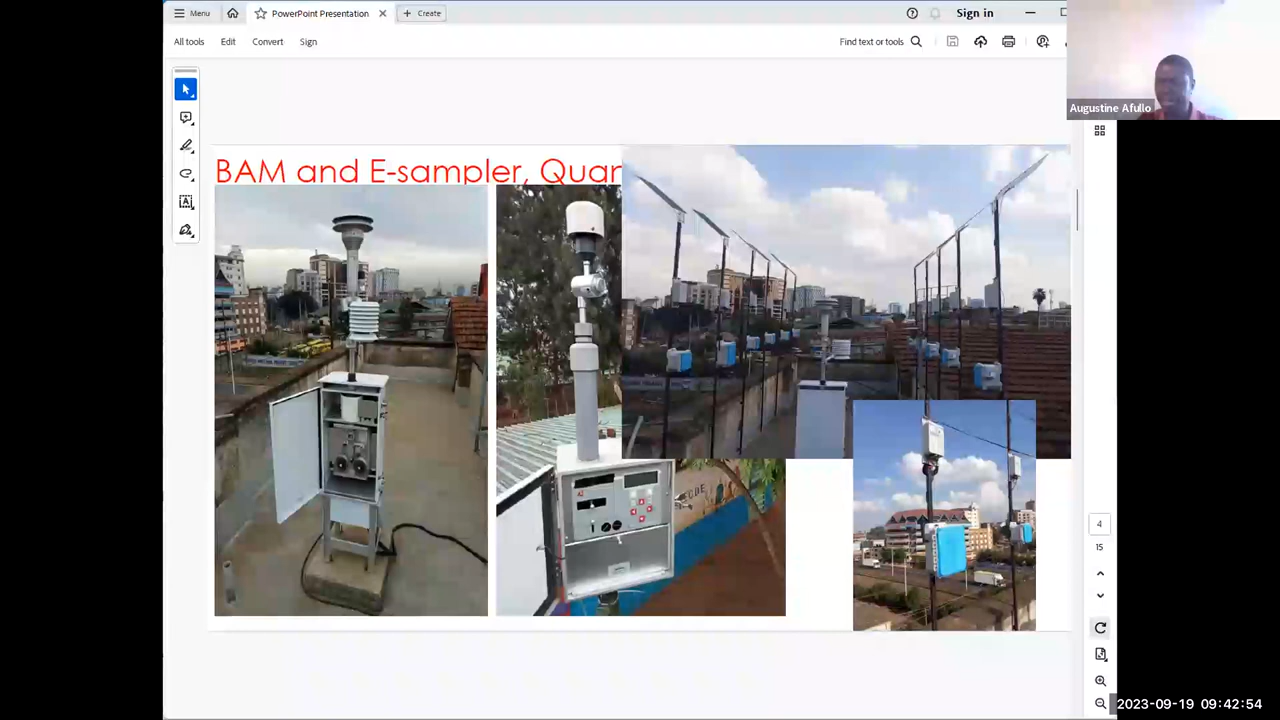 Menu
PowerPoint Presentation
Create
Sign in
All tools
Edit
Convert
Sign
Find text or tools
Augustine Afullo
BAM and E-sampler, Quan
4
15
2023-09-19 09:42:54